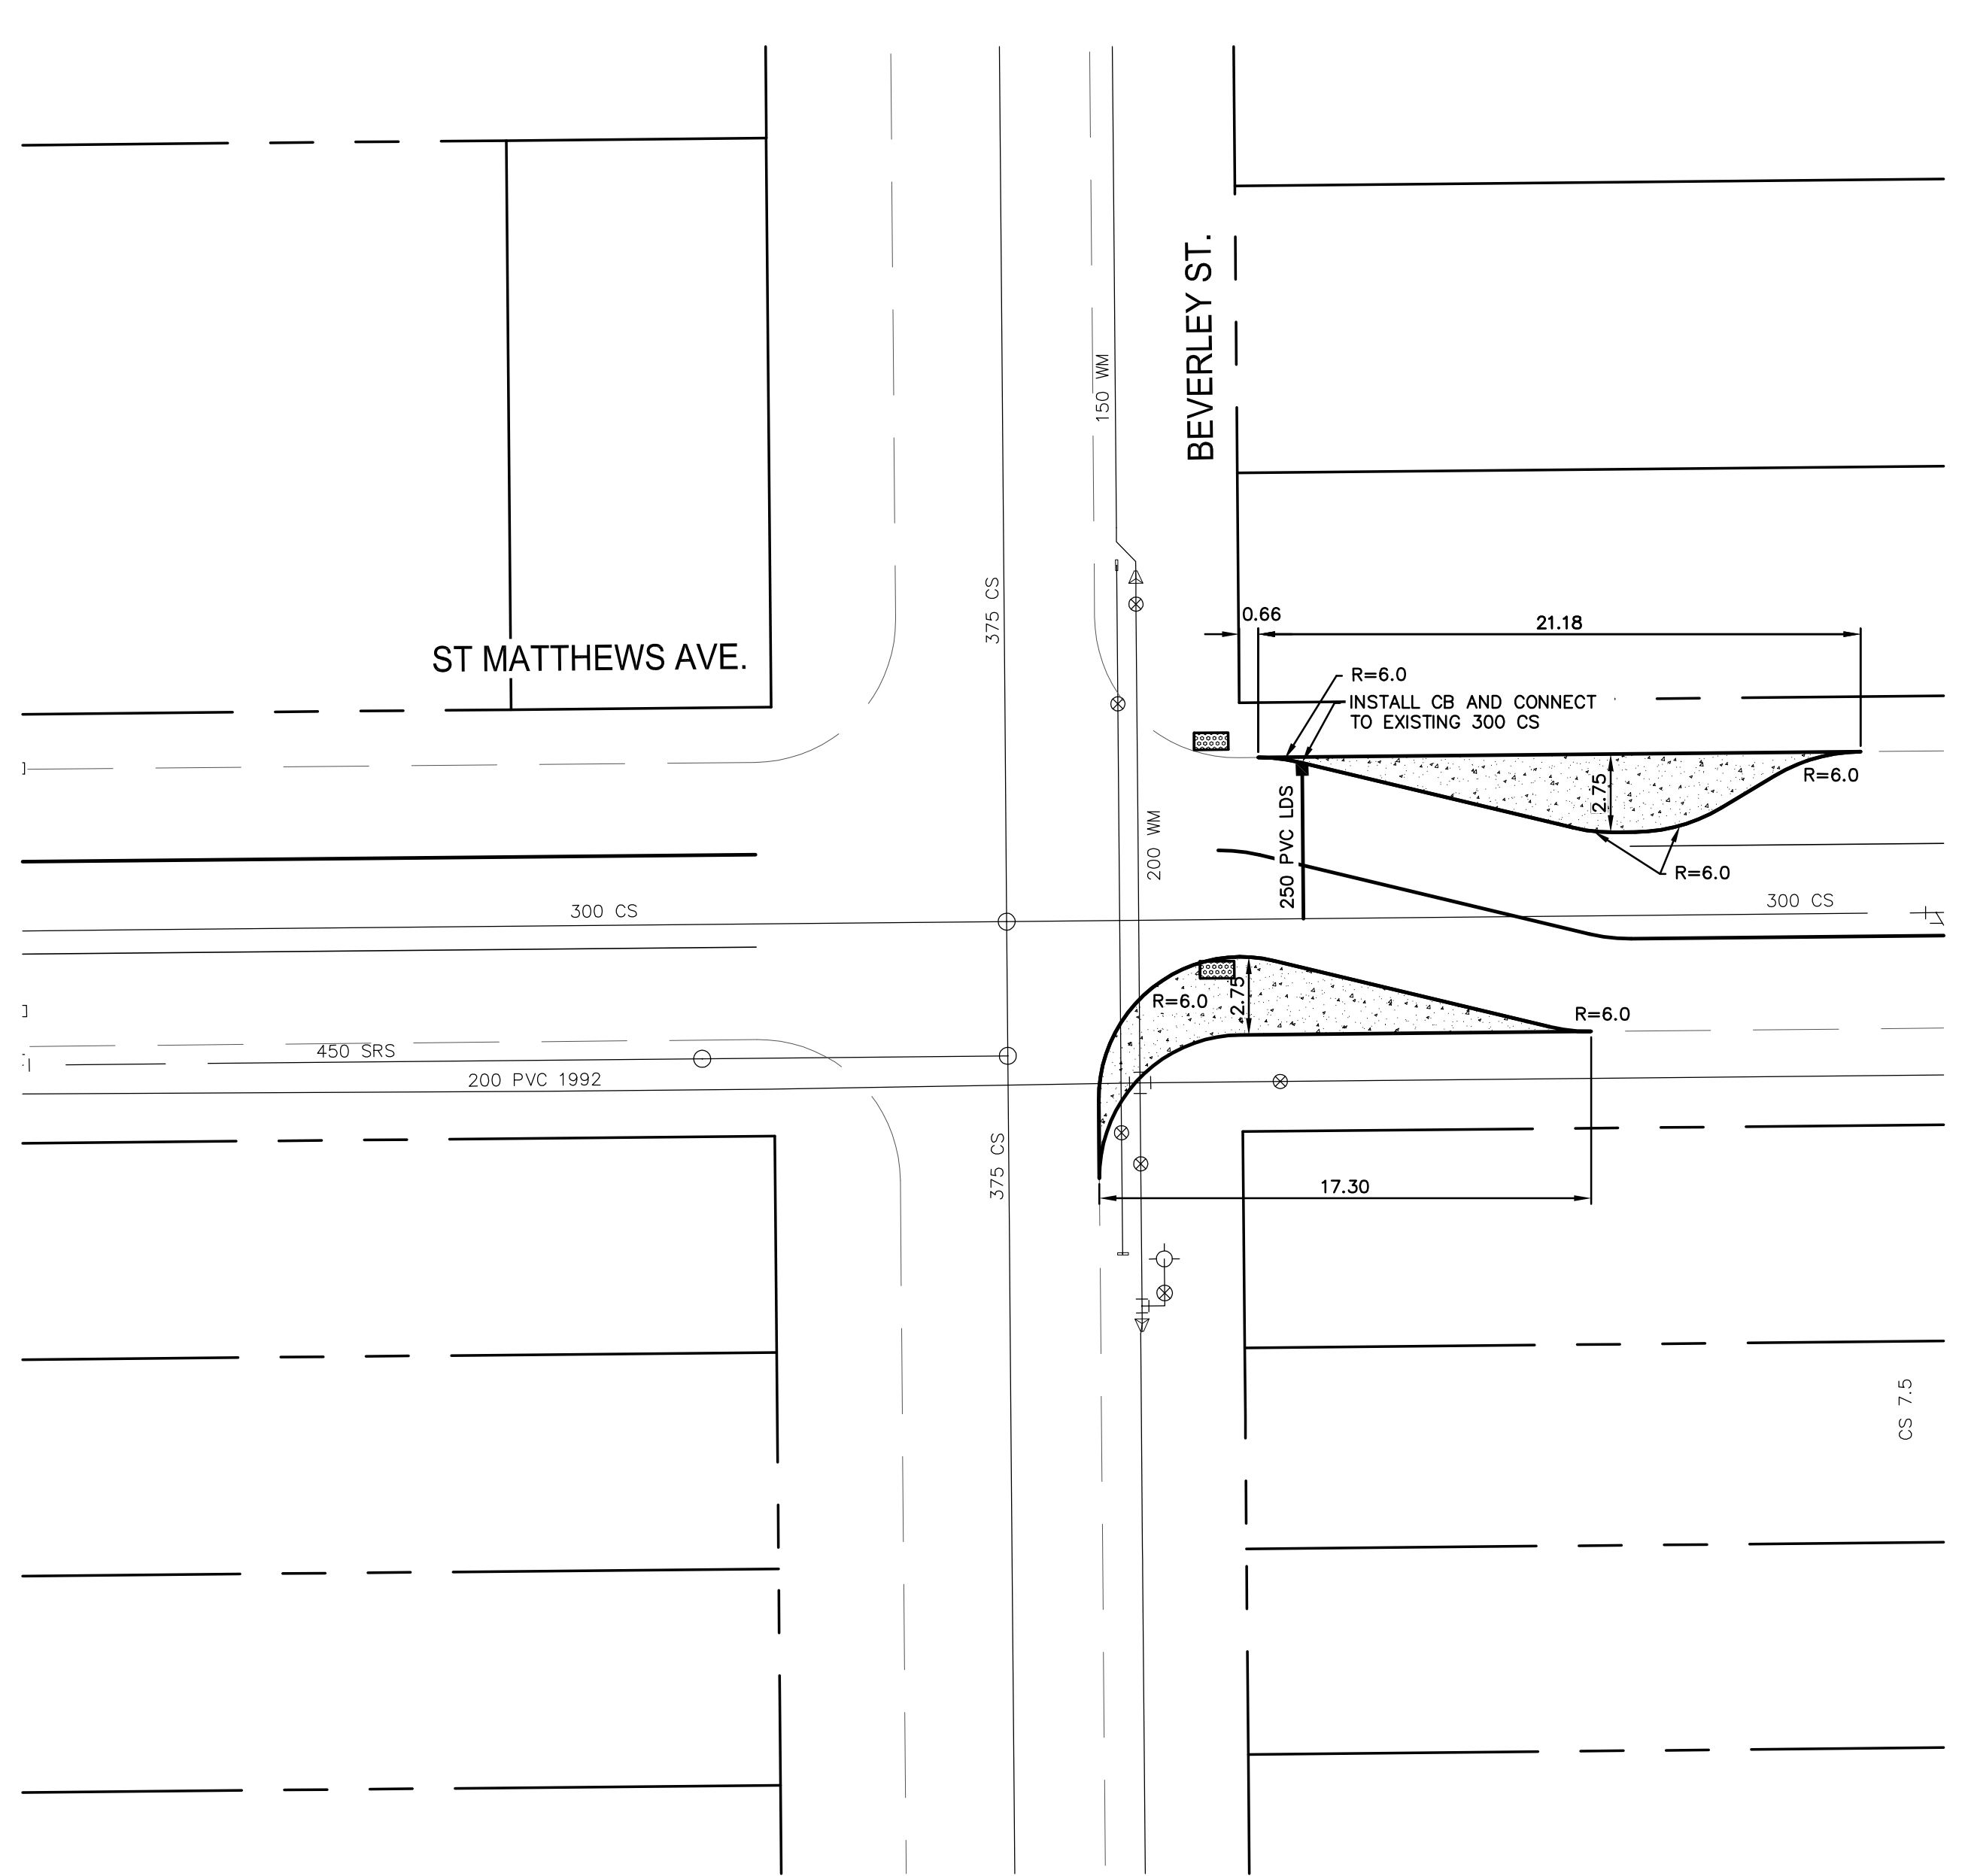 BEVERLEY ST.
150 WM
375 CS
0.66
21.18
ST MATTHEWS AVE.
R=6.0
INSTALL CB AND CONNECT
TO EXISTING 300 CS
R=6.0
2.75
250 PVC LDS
200 WM
R=6.0
300 CS
300 CS
2.75
R=6.0
R=6.0
450 SRS
200 PVC 1992
375 CS
17.30
CS 7.5